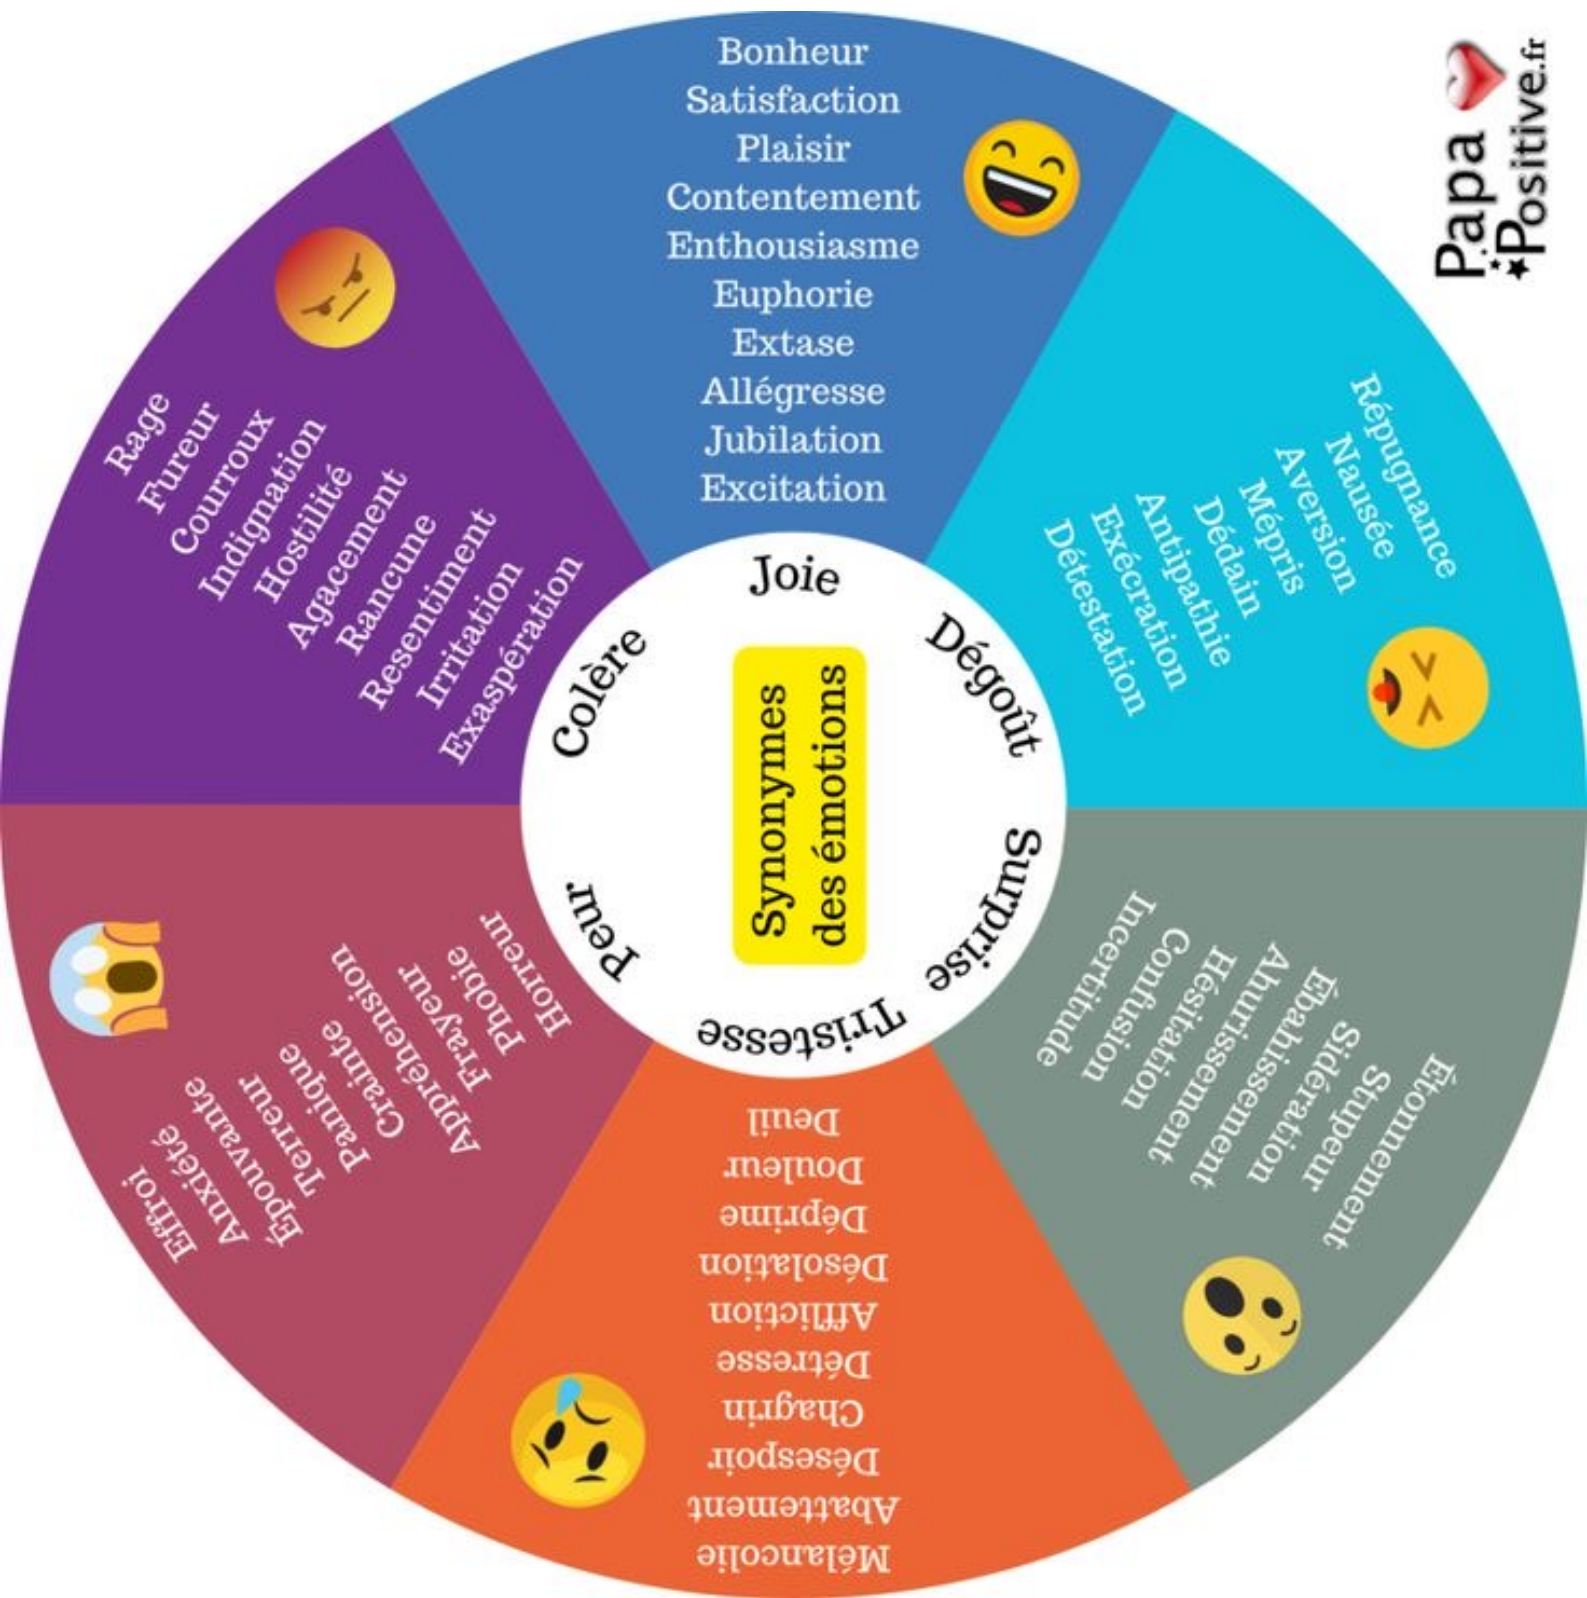 Papa
Positive.fr
Synonymes
des émotions
Joie
Bonheur
Satisfaction
Plaisir
Contentement
Enthousiasme
Euphorie
Extase
Allégresse
Jubilation
Excitation
Dégoût
Répugnance
Nausée
Aversion
Mépris
Dédain
Antipathie
Exécration
Détestation
Surprise
Étonnement
Stupeur
Sidération
Ébahissement
Ahurissement
Hésitation
Confusion
Incertitude
Tristesse
Mélancolie
Abattement
Désespoir
Chagrin
Détresse
Affliction
Désolation
Déprime
Douleur
Deuil
Peur
Effroi
Anxiété
Épouvante
Terreur
Panique
Crainte
Appréhension
Frayeur
Phobie
Horreur
Colère
Rage
Fureur
Courroux
Indignation
Hostilité
Agacement
Rancune
Resentiment
Irritation
Exaspération